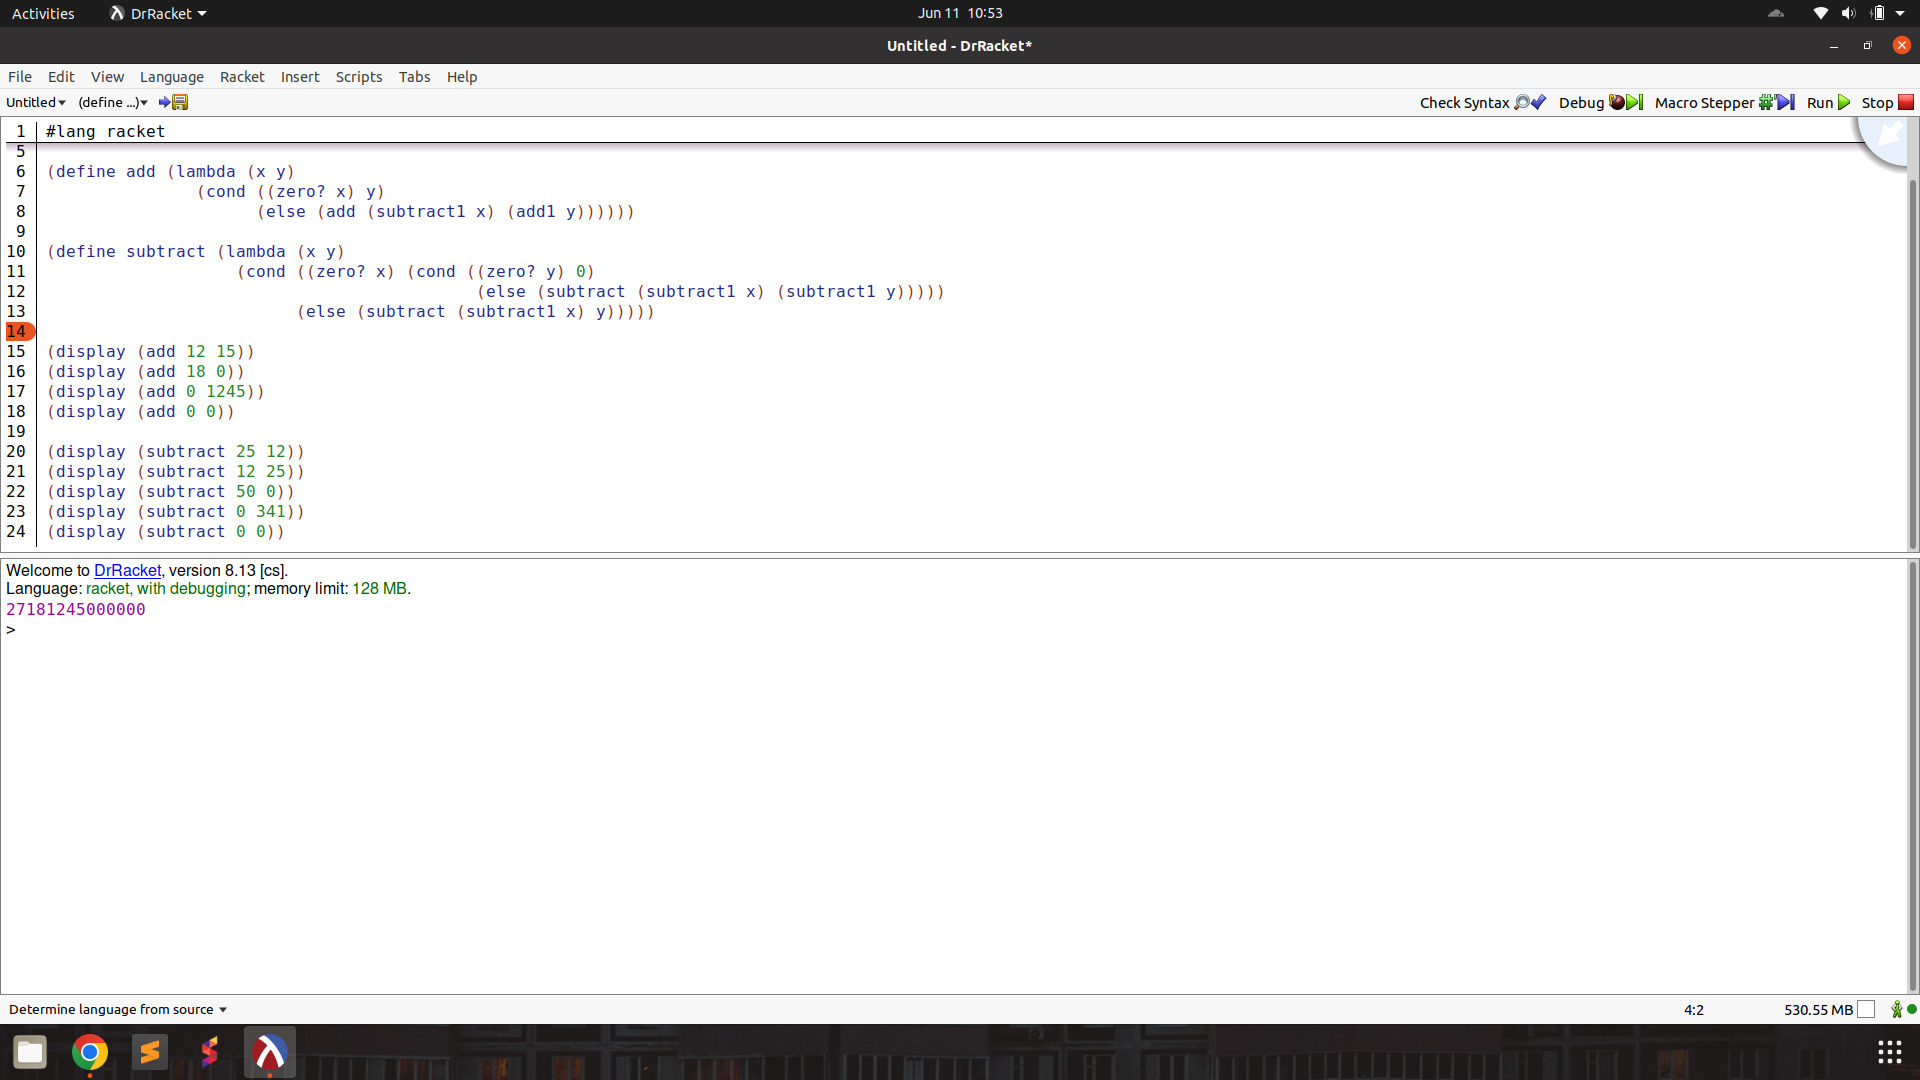 Activities DrRacket Jun 11 10:53
Untitled - DrRacket*
File Edit View Language Racket Insert Scripts Tabs Help
Untitled (define ...) Check Syntax Debug Macro Stepper Run Stop
1 #lang racket
5
6 (define add (lambda (x y)
7 (cond ((zero? x) y)
8 (else (add (subtract1 x) (add1 y))))))
9
10 (define subtract (lambda (x y)
11 (cond ((zero? x) (cond ((zero? y) 0)
12 (else (subtract (subtract1 x) (subtract1 y)))))
13 (else (subtract (subtract1 x) y)))))
14
15 (display (add 12 15))
16 (display (add 18 0))
17 (display (add 0 1245))
18 (display (add 0 0))
19
20 (display (subtract 25 12))
21 (display (subtract 12 25))
22 (display (subtract 50 0))
23 (display (subtract 0 341))
24 (display (subtract 0 0))
Welcome to DrRacket, version 8.13 [cs].
Language: racket, with debugging; memory limit: 128 MB.
27181245000000
>
Determine language from source 4:2 530.55 MB